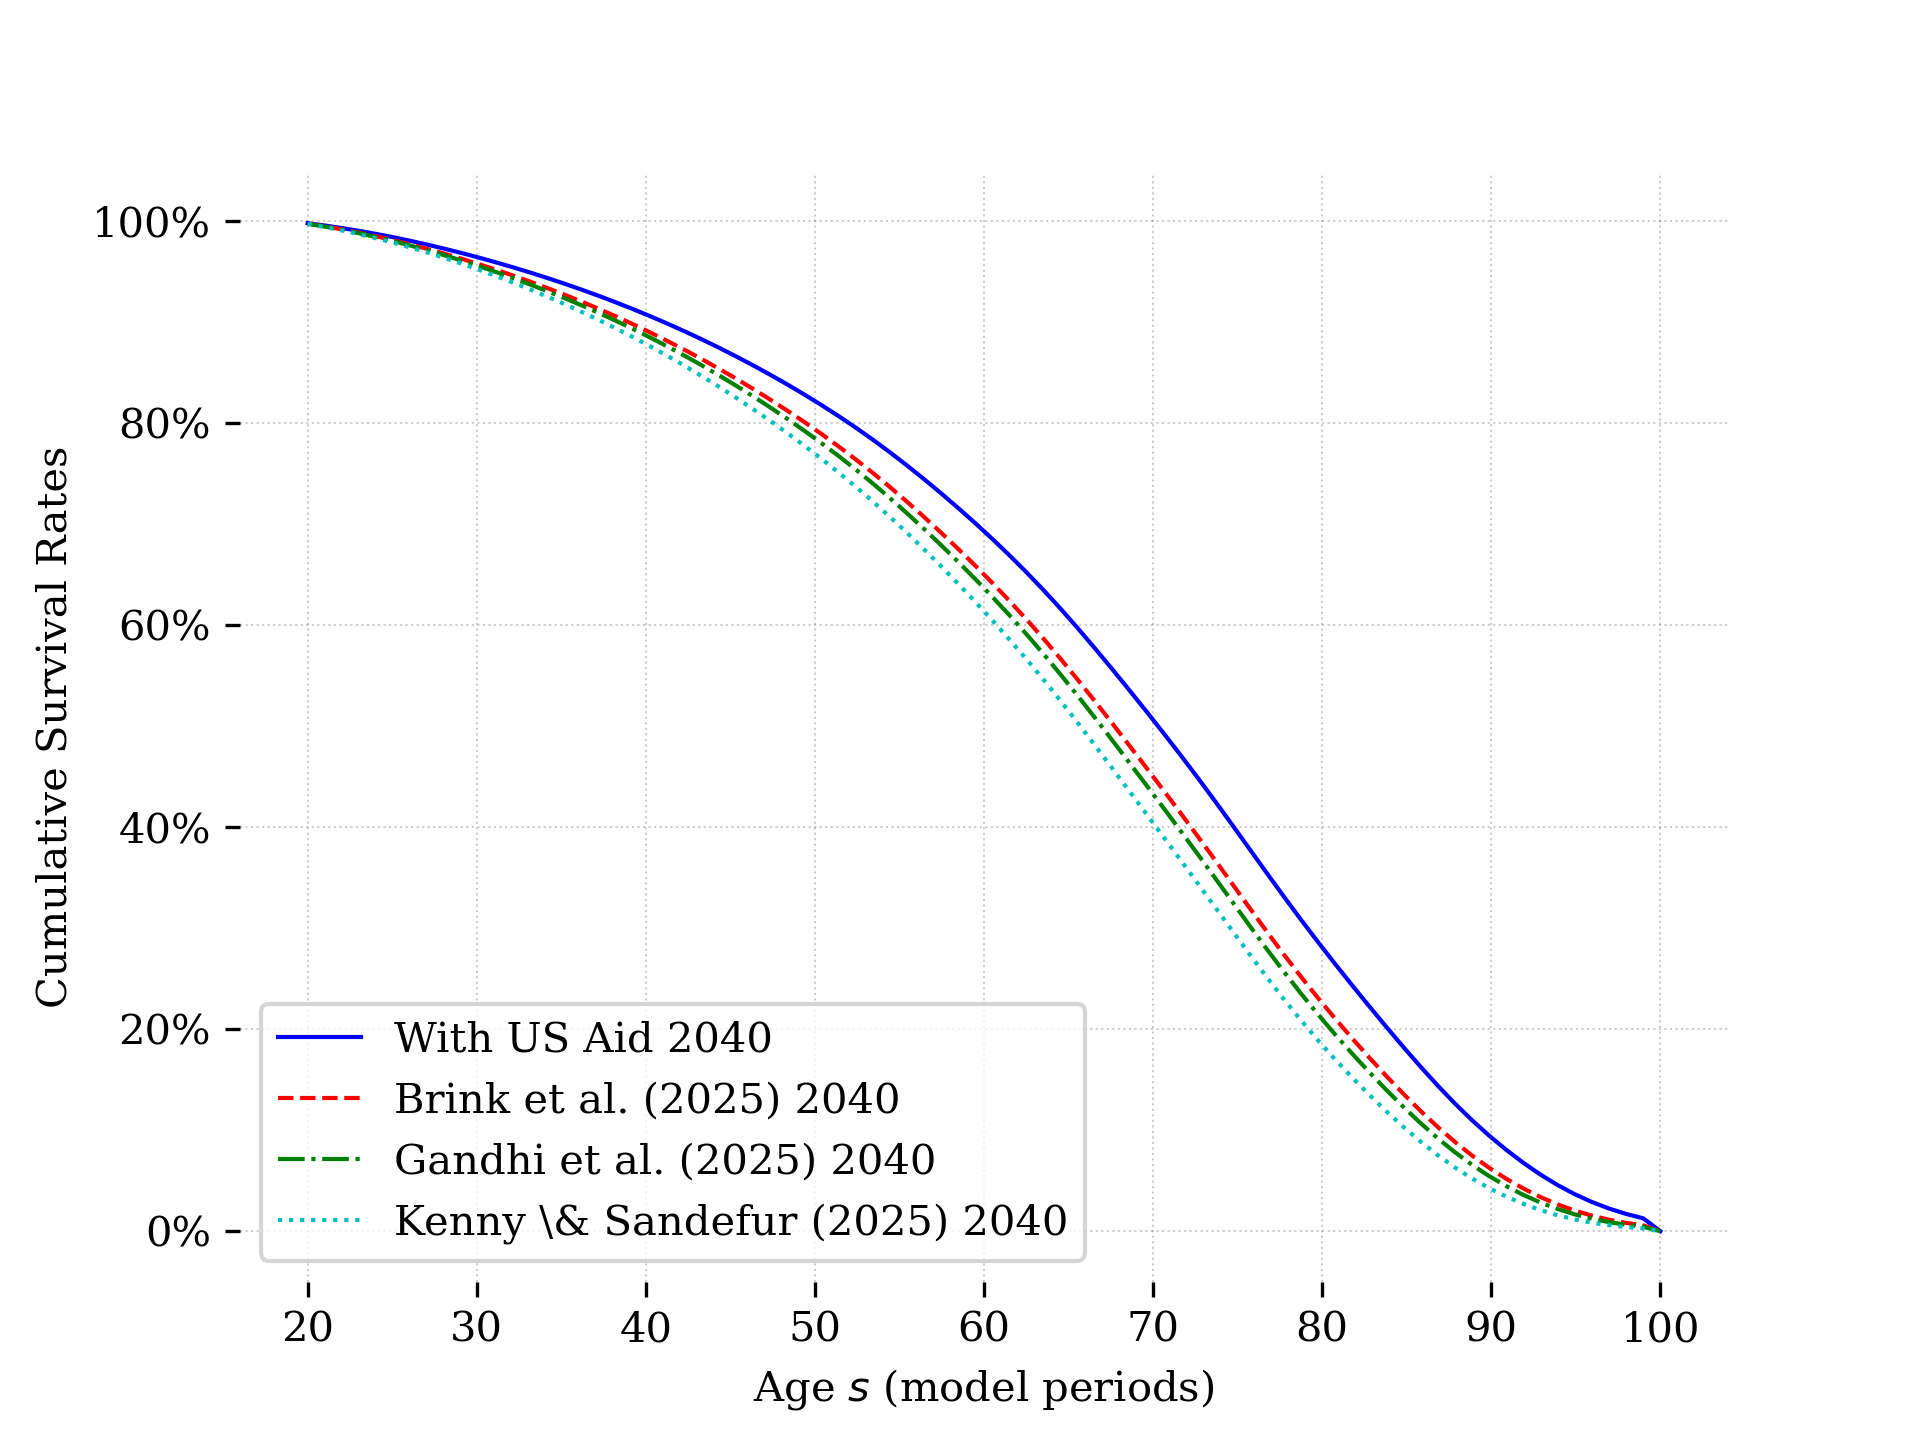 100%
80%
60%
40%
20%
0%
Cumulative Survival Rates
With US Aid 2040
Brink et al. (2025) 2040
Gandhi et al. (2025) 2040
Kenny \& Sandefur (2025) 2040
20 30 40 50 60 70 80 90 100
Age s (model periods)